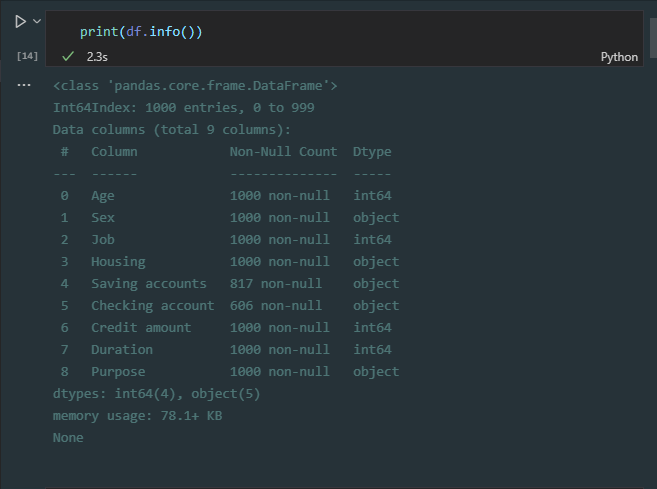 print(df.info())
[14]
2.3s
Python
...
<class 'pandas.core.frame.DataFrame'>
Int64Index: 1000 entries, 0 to 999
Data columns (total 9 columns):
 #   Column            Non-Null Count  Dtype
---  ------            --------------  -----
 0   Age               1000 non-null   int64
 1   Sex               1000 non-null   object
 2   Job               1000 non-null   int64
 3   Housing           1000 non-null   object
 4   Saving accounts   817 non-null    object
 5   Checking account  606 non-null    object
 6   Credit amount     1000 non-null   int64
 7   Duration          1000 non-null   int64
 8   Purpose           1000 non-null   object
dtypes: int64(4), object(5)
memory usage: 78.1+ KB
None